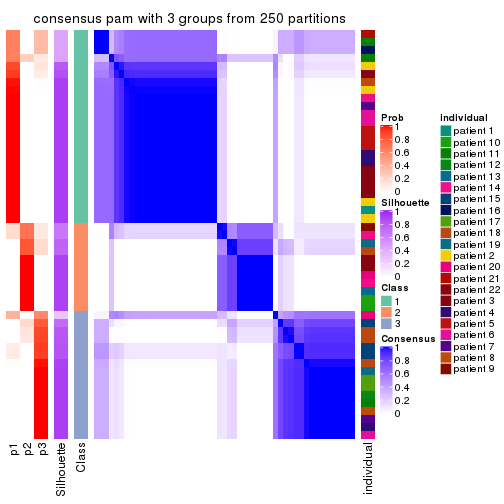 consensus pam with 3 groups from 250 partitions
Prob
1
0.8
0.6
0.4
0.2
0
Silhouette
1
0.8
0.6
0.4
0.2
0
Class
1
2
3
Consensus
1
0.8
0.6
0.4
0.2
0
individual
patient 1
patient 10
patient 11
patient 12
patient 13
patient 14
patient 15
patient 16
patient 17
patient 18
patient 19
patient 2
patient 20
patient 21
patient 22
patient 3
patient 4
patient 5
patient 6
patient 7
patient 8
patient 9
p1
p2
p3
Silhouette
Class
individual